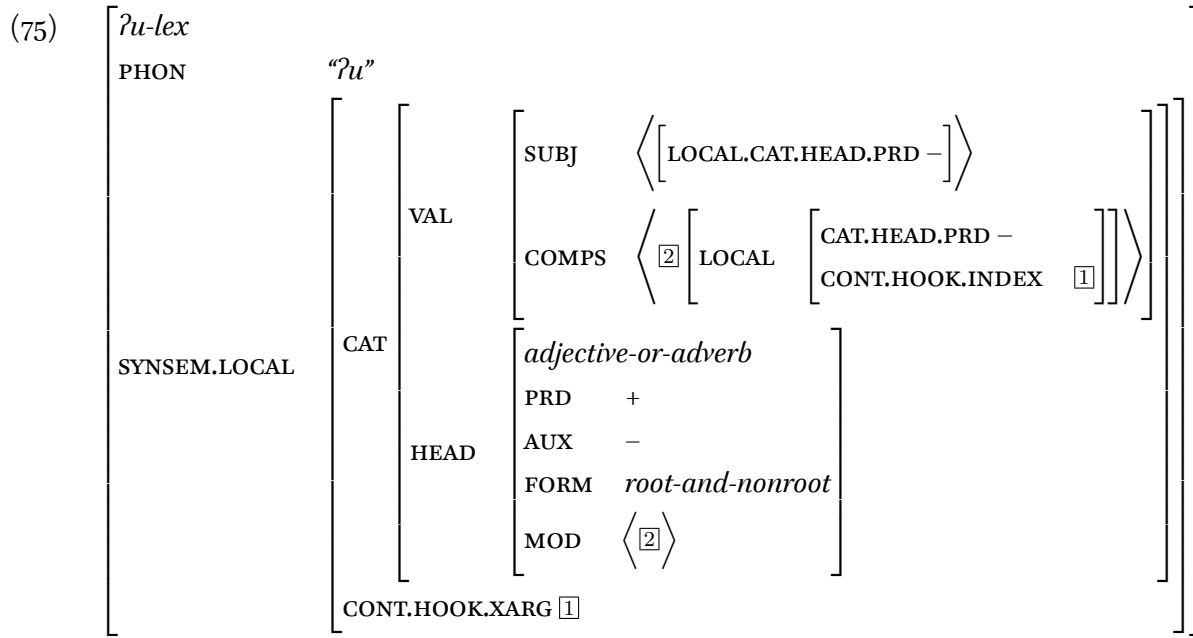 (75)
ʔu-lex
PHON “ʔu”
SUBJ ⟨[LOCAL.CAT.HEAD.PRD −]⟩
VAL
CAT.HEAD.PRD −
COMPS ⟨ 2 [LOCAL
CONT.HOOK.INDEX 1]]⟩
CAT
SYNSEM.LOCAL
adjective-or-adverb
PRD +
AUX −
HEAD
FORM root-and-nonroot
MOD ⟨2⟩
CONT.HOOK.XARG 1